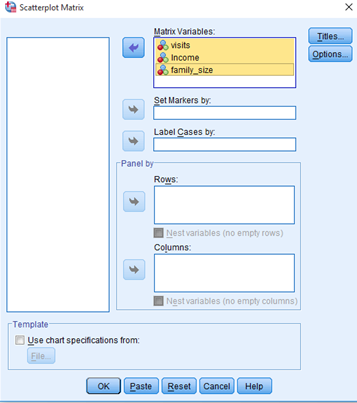 Scatterplot Matrix
Matrix Variables:
visits
Income
family_size
Titles...
Options...
Set Markers by:
Label Cases by:
Panel by
Rows:
Nest variables (no empty rows)
Columns:
Nest variables (no empty columns)
Template
Use chart specifications from:
File...
OK Paste Reset Cancel Help